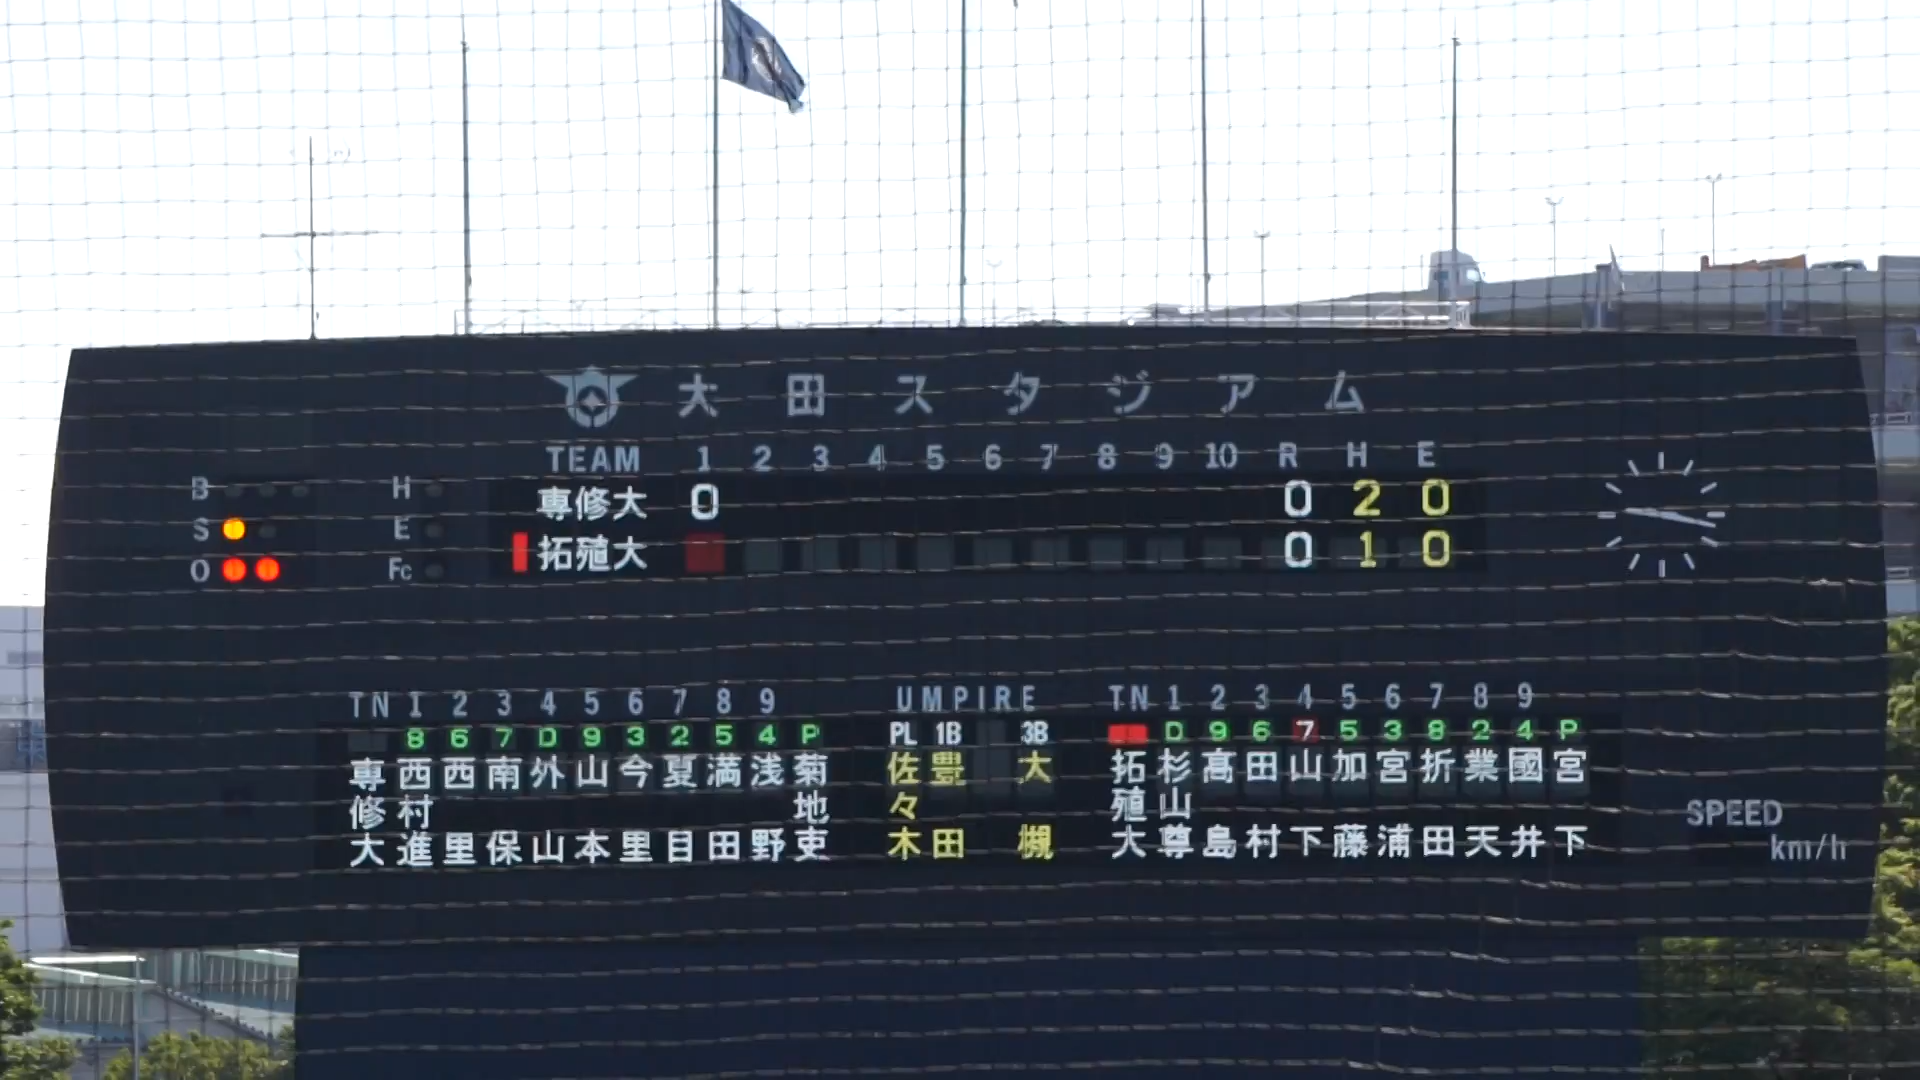 大田スタジアム
TEAM 1 2 3 4 5 6 7 8 9 10 R H E
B H
専修大 0 0 2 0
S E
拓殖大 0 1 0
O Fc
TN 1 2 3 4 5 6 7 8 9
8 6 7 D 9 3 2 5 4 P
専修大 西村進 西里 南保 外山 山本 今里 夏目 満田 浅野 菊地吏
UMPIRE
PL 1B 3B
佐々木 豊田 大槻
TN 1 2 3 4 5 6 7 8 9
D 9 6 7 5 3 8 2 4 P
拓殖大 杉山尊 髙島 田村 山下 加藤 宮浦 折田 業天 國井 宮下
SPEED
km/h